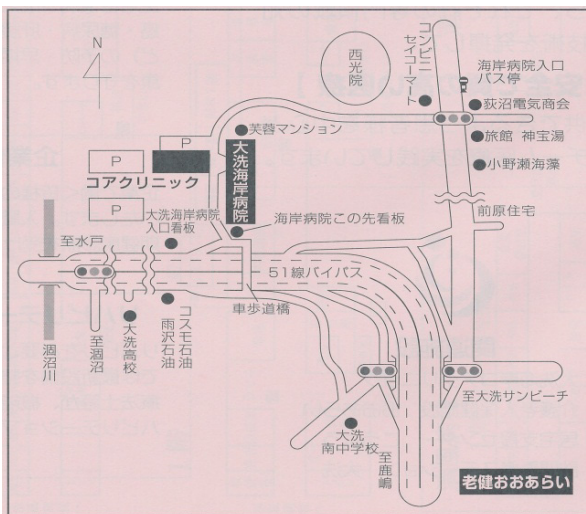 N
西光院
コンビニ
セイコーマート
海岸病院入口
バス停
荻沼電気商会
旅館 神宝湯
小野瀬海藻
前原住宅
芙蓉マンション
大洗海岸病院
P
P
コアクリニック
P
大洗海岸病院
入口看板
海岸病院この先看板
至水戸
51線バイパス
車歩道橋
涸沼川
至涸沼
大洗高校
コスモ石油
雨沢石油
大洗
南中学校
至鹿嶋
至大洗サンビーチ
老健おおあらい